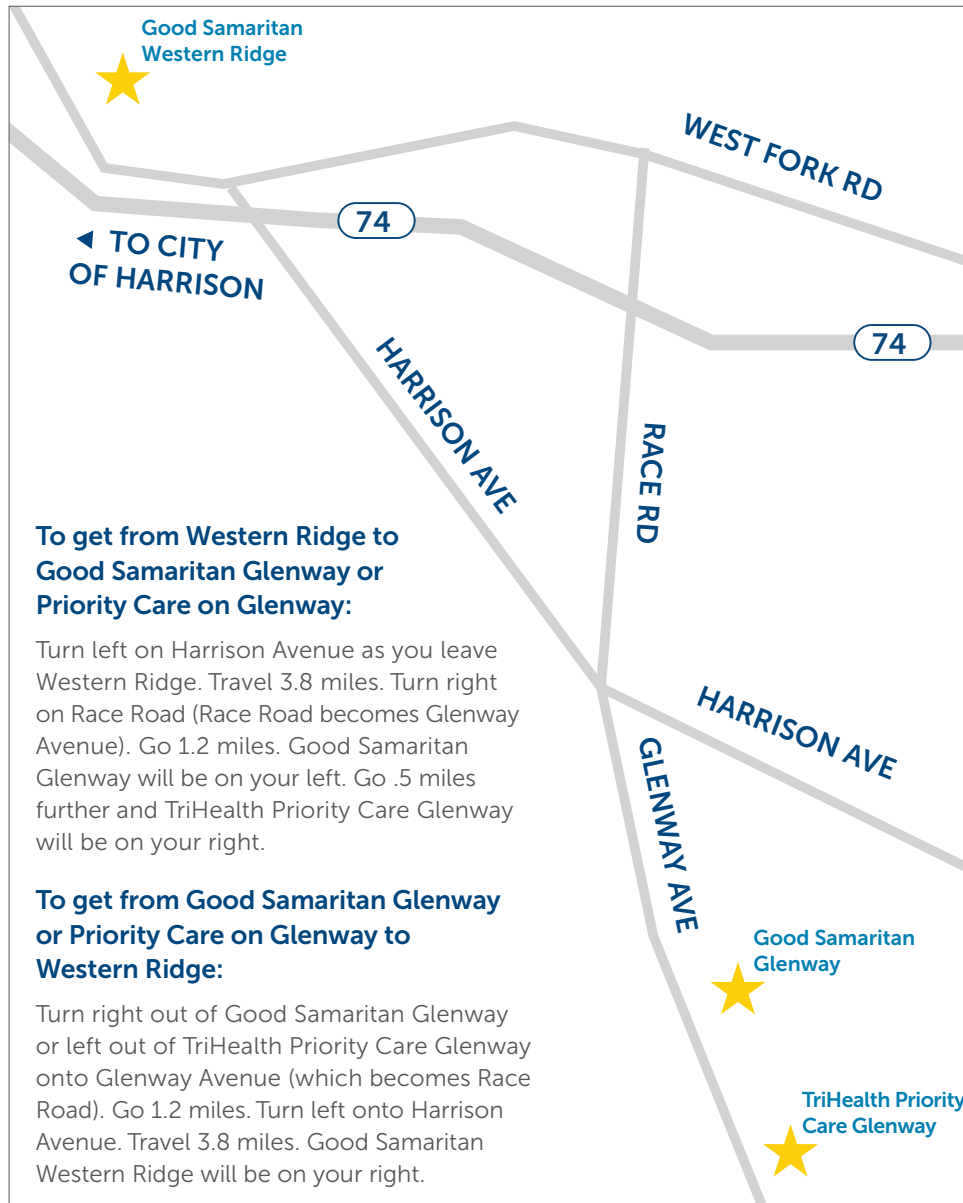 Good Samaritan
Western Ridge
WEST FORK RD
74
◄ TO CITY
OF HARRISON
74
HARRISON AVE
RACE RD
To get from Western Ridge to
Good Samaritan Glenway or
Priority Care on Glenway:
Turn left on Harrison Avenue as you leave
Western Ridge. Travel 3.8 miles. Turn right
on Race Road (Race Road becomes Glenway
Avenue). Go 1.2 miles. Good Samaritan
Glenway will be on your left. Go .5 miles
further and TriHealth Priority Care Glenway
will be on your right.
HARRISON AVE
GLENWAY AVE
To get from Good Samaritan Glenway
or Priority Care on Glenway to
Western Ridge:
Turn right out of Good Samaritan Glenway
or left out of TriHealth Priority Care Glenway
onto Glenway Avenue (which becomes Race
Road). Go 1.2 miles. Turn left onto Harrison
Avenue. Travel 3.8 miles. Good Samaritan
Western Ridge will be on your right.
Good Samaritan
Glenway
TriHealth Priority
Care Glenway